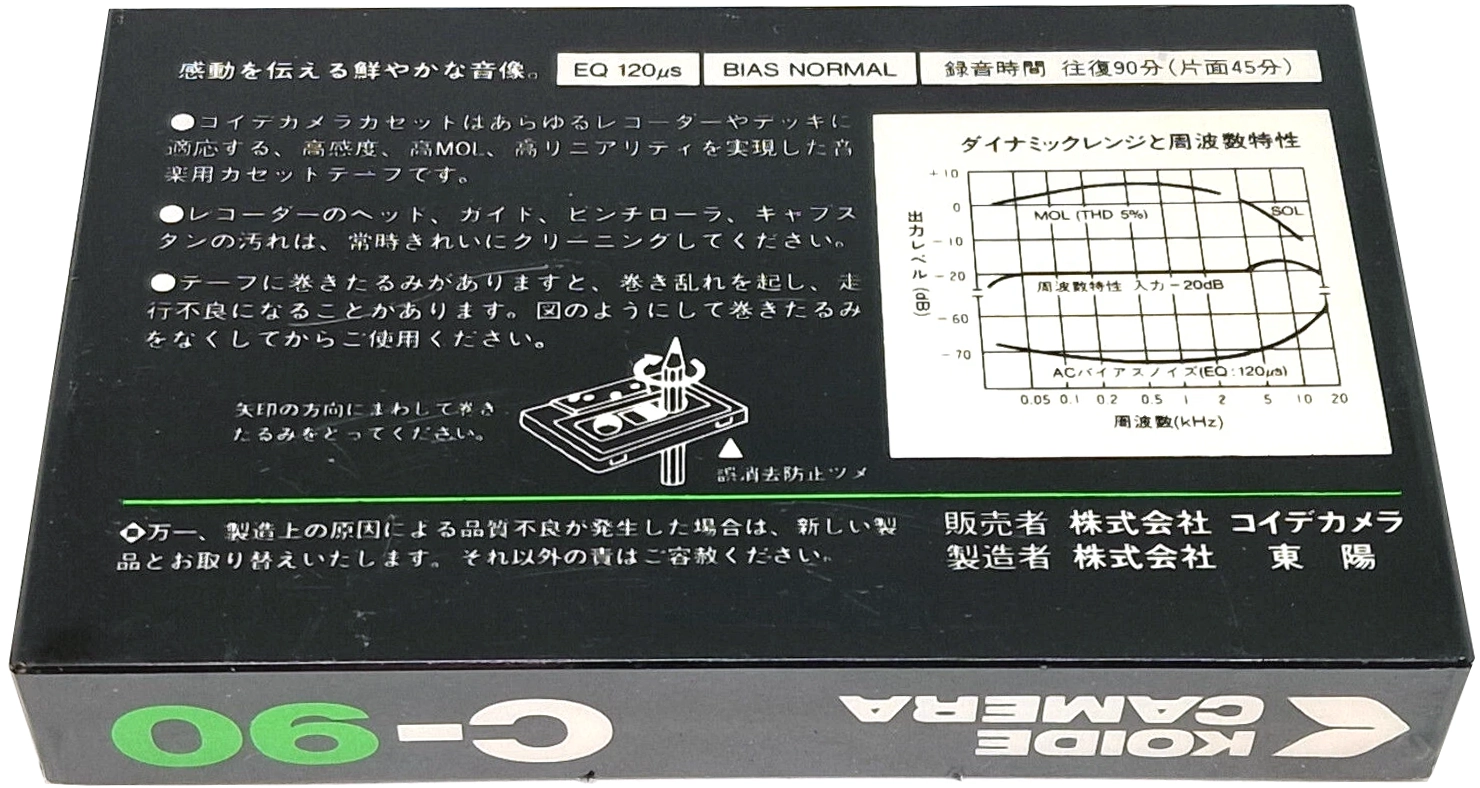 感動を伝える鮮やかな音像。 EQ 120μs BIAS NORMAL 録音時間 往復90分(片面45分)
●コイデカメラカセットはあらゆるレコーダーやデッキに
適応する、高感度、高MOL、高リニアリティを実現した音
楽用カセットテープです。
●レコーダーのヘッド、ガイド、ピンチローラ、キャプス
タンの汚れは、常時きれいにクリーニングしてください。
●テープに巻きたるみがありますと、巻き乱れを起し、走
行不良になることがあります。図のようにして巻きたるみ
をなくしてからご使用ください。
矢印の方向にまわして巻き
たるみをとってください。
誤消去防止ツメ
ダイナミックレンジと周波数特性
出力レベル(dB)
+10
0
-10
-20
-60
-70
MOL (THD 5%)
SOL
周波数特性 入力-20dB
ACバイアスノイズ(EQ:120μs)
0.05 0.1 0.2 0.5 1 2 5 10 20
周波数(kHz)
◆万一、製造上の原因による品質不良が発生した場合は、新しい製
品とお取り替えいたします。それ以外の責はご容赦ください。
販売者 株式会社 コイデカメラ
製造者 株式会社 東 陽
KOIDE
CAMERA
C-90